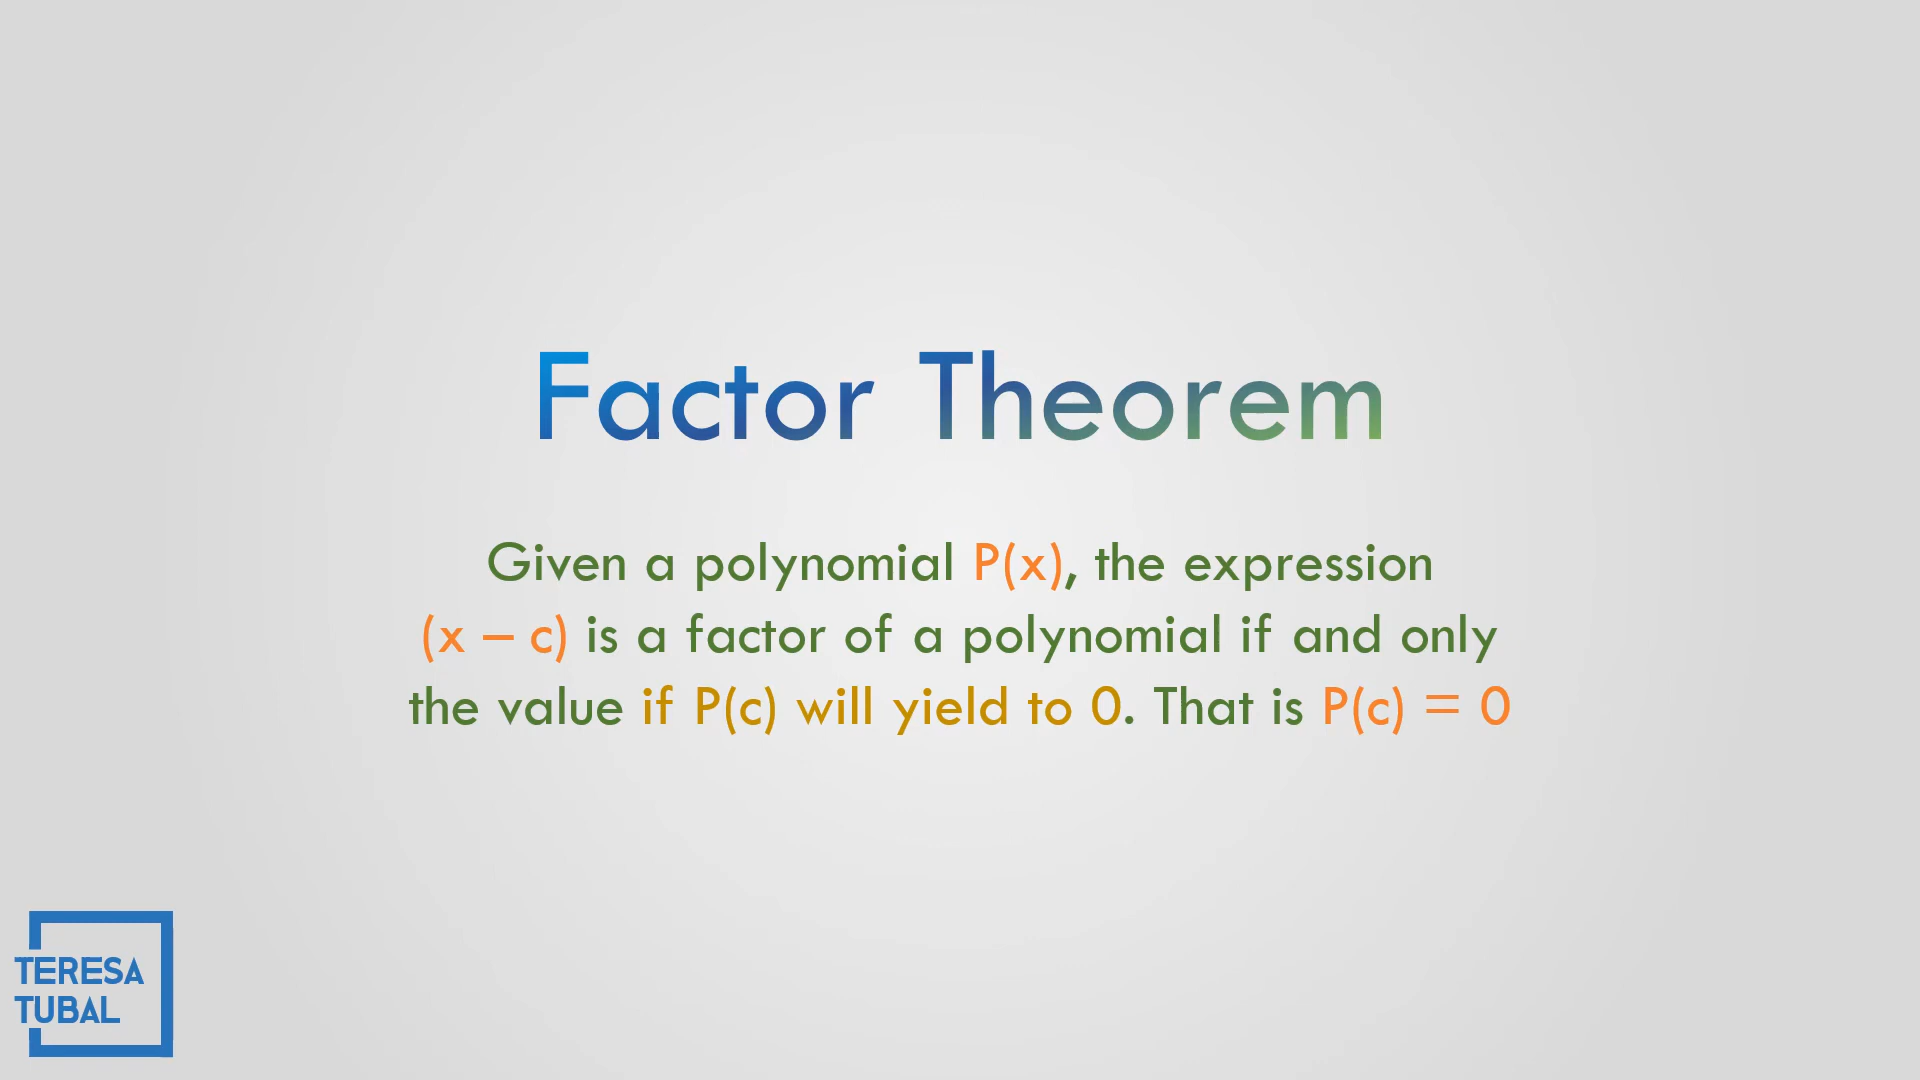 Factor Theorem
Given a polynomial P(x), the expression
(x – c) is a factor of a polynomial if and only
the value if P(c) will yield to 0. That is P(c) = 0
TERESA
TUBAL